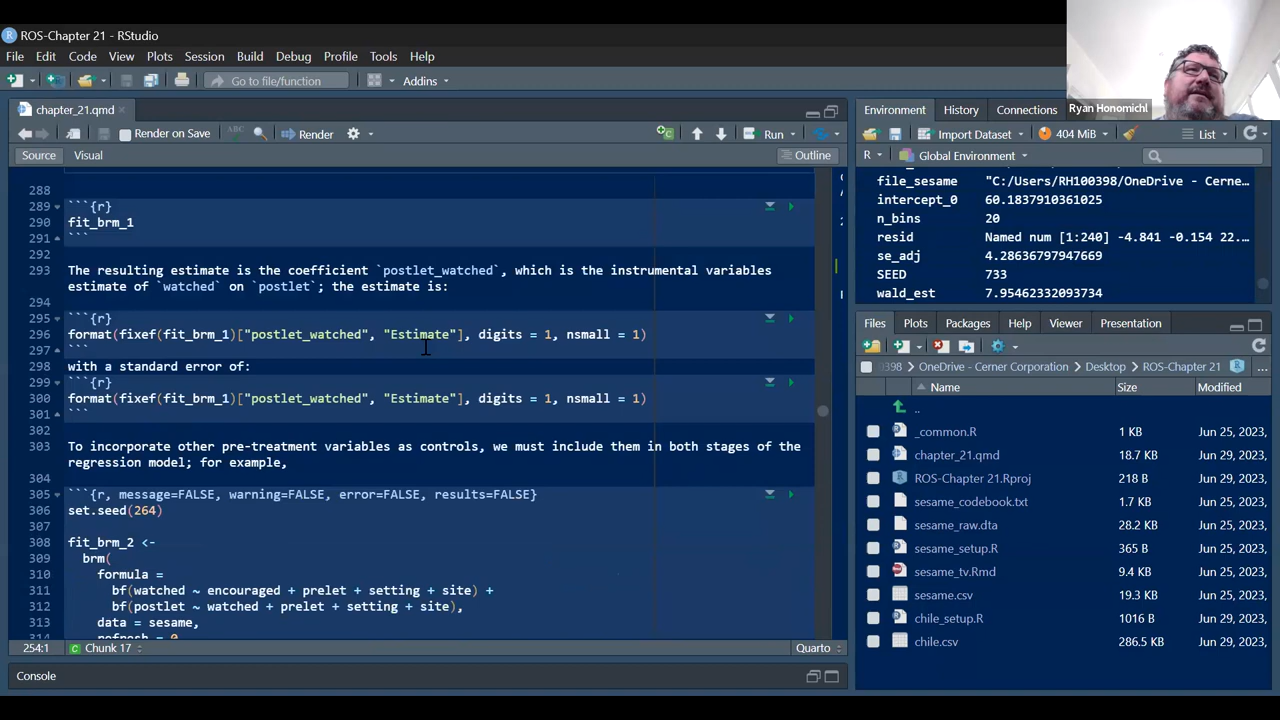 ROS-Chapter 21 - RStudio
File Edit Code View Plots Session Build Debug Profile Tools Help
Go to file/function Addins
Ryan Honomichl
chapter_21.qmd
Render on Save ABC Render Run
Source Visual Outline
288
289 ```{r}
290 fit_brm_1
291 ```
292
293 The resulting estimate is the coefficient `postlet_watched`, which is the instrumental variables
estimate of `watched` on `postlet`; the estimate is:
294
295 ```{r}
296 format(fixef(fit_brm_1)["postlet_watched", "Estimate"], digits = 1, nsmall = 1)
297 ```
298 with a standard error of:
299 ```{r}
300 format(fixef(fit_brm_1)["postlet_watched", "Estimate"], digits = 1, nsmall = 1)
301 ```
302
303 To incorporate other pre-treatment variables as controls, we must include them in both stages of the
regression model; for example,
304
305 ```{r, message=FALSE, warning=FALSE, error=FALSE, results=FALSE}
306 set.seed(264)
307
308 fit_brm_2 <-
309 brm(
310 formula =
311 bf(watched ~ encouraged + prelet + setting + site) +
312 bf(postlet ~ watched + prelet + setting + site),
313 data = sesame,
314 refresh = 0
254:1 Chunk 17 Quarto
Console
Environment History Connections
Import Dataset 404 MiB List
R Global Environment
file_sesame "C:/Users/RH100398/OneDrive - Cerne…
intercept_0 60.1837910361025
n_bins 20
resid Named num [1:240] -4.841 -0.154 22.…
se_adj 4.28636797947669
SEED 733
wald_est 7.95462332093734
Files Plots Packages Help Viewer Presentation
0398 OneDrive - Cerner Corporation Desktop ROS-Chapter 21 ...
Name Size Modified
..
_common.R 1 KB Jun 25, 2023,
chapter_21.qmd 18.7 KB Jun 29, 2023,
ROS-Chapter 21.Rproj 218 B Jun 29, 2023,
sesame_codebook.txt 1.7 KB Jun 25, 2023,
sesame_raw.dta 28.2 KB Jun 25, 2023,
sesame_setup.R 365 B Jun 25, 2023,
sesame_tv.Rmd 9.4 KB Jun 25, 2023,
sesame.csv 19.3 KB Jun 25, 2023,
chile_setup.R 1016 B Jun 29, 2023,
chile.csv 286.5 KB Jun 29, 2023,